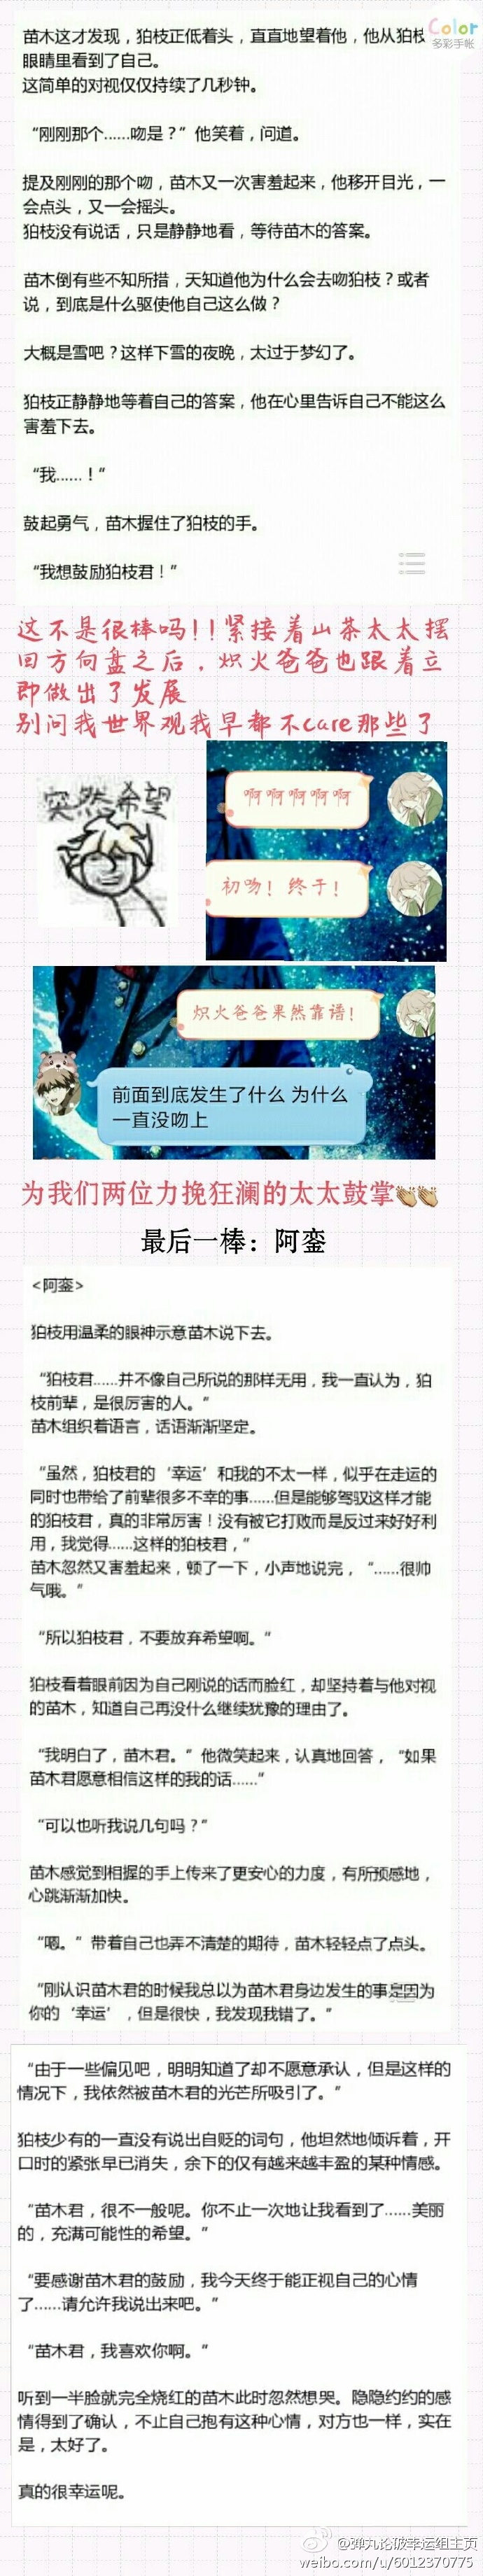 Color
多彩手帐
苗木这才发现，狛枝正低着头，直直地望着他，他从狛枝
眼睛里看到了自己。
这简单的对视仅仅持续了几秒钟。
“刚刚那个……吻是？”他笑着，问道。
提及刚刚的那个吻，苗木又一次害羞起来，他移开目光，一
会点头，又一会摇头。
狛枝没有说话，只是静静地看，等待苗木的答案。
苗木倒有些不知所措，天知道他为什么会去吻狛枝？或者
说，到底是什么驱使他自己这么做？
大概是雪吧？这样下雪的夜晚，太过于梦幻了。
狛枝正静静地等着自己的答案，他在心里告诉自己不能这么
害羞下去。
“我……！”
鼓起勇气，苗木握住了狛枝的手。
“我想鼓励狛枝君！”
这不是很棒吗!!紧接着山茶太太摆
回方向盘之后，炽火爸爸也跟着立
即做出了发展
别问我世界观我早都不care那些了
突然希望
啊啊啊啊啊
初吻！终于！
炽火爸爸果然靠谱！
前面到底发生了什么 为什么
一直没吻上
为我们两位力挽狂澜的太太鼓掌👏👏
最后一棒：阿銮
<阿銮>
狛枝用温柔的眼神示意苗木说下去。
“狛枝君……并不像自己所说的那样无用，我一直认为，狛
枝前辈，是很厉害的人。”
苗木组织着语言，话语渐渐坚定。
“虽然，狛枝君的‘幸运’和我的不太一样，似乎在走运的
同时也带给了前辈很多不幸的事……但是能够驾驭这样才能
的狛枝君，真的非常厉害！没有被它打败而是反过来好好利
用，我觉得……这样的狛枝君，”
苗木忽然又害羞起来，顿了一下，小声地说完，“……很帅
气哦。”
“所以狛枝君，不要放弃希望啊。”
狛枝看着眼前因为自己刚说的话而脸红，却坚持着与他对视
的苗木，知道自己再没什么继续犹豫的理由了。
“我明白了，苗木君。”他微笑起来，认真地回答，“如果
苗木君愿意相信这样的我的话……”
“可以也听我说几句吗？”
苗木感觉到相握的手上传来了更安心的力度，有所预感地，
心跳渐渐加快。
“嗯。”带着自己也弄不清楚的期待，苗木轻轻点了点头。
“刚认识苗木君的时候我总以为苗木君身边发生的事是因为
你的‘幸运’，但是很快，我发现我错了。”
“由于一些偏见吧，明明知道了却不愿意承认，但是这样的
情况下，我依然被苗木君的光芒所吸引了。”
狛枝少有的一直没有说出自贬的词句，他坦然地倾诉着，开
口时的紧张早已消失，余下的仅有越来越丰盈的某种情感。
“苗木君，很不一般呢。你不止一次地让我看到了……美丽
的，充满可能性的希望。”
“要感谢苗木君的鼓励，我今天终于能正视自己的心情
了……请允许我说出来吧。”
“苗木君，我喜欢你啊。”
听到一半脸就完全烧红的苗木此时忽然想哭。隐隐约约的感
情得到了确认，不止自己抱有这种心情，对方也一样，实在
是，太好了。
真的很幸运呢。
@弹丸论破幸运组主页
weibo.com/u/6012370775